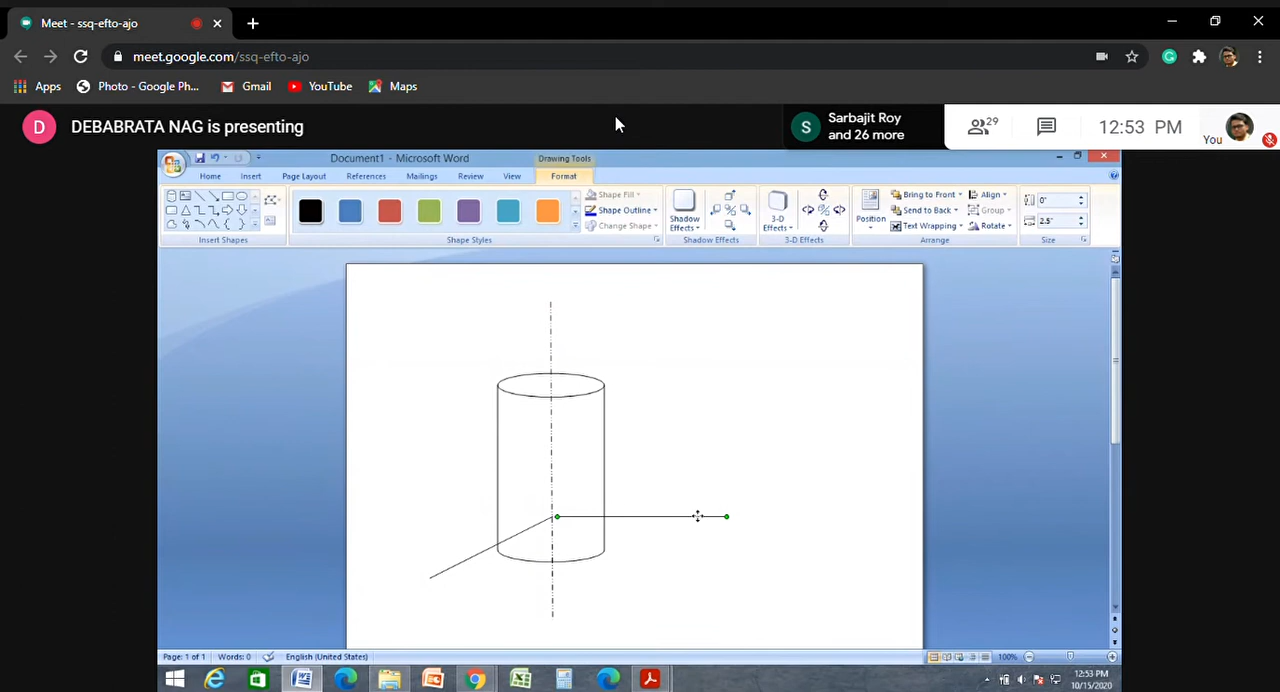 Meet - ssq-efto-ajo
meet.google.com/ssq-efto-ajo
Apps Photo - Google Ph... Gmail YouTube Maps
D DEBABRATA NAG is presenting
S Sarbajit Roy and 26 more
29
12:53 PM
You
Document1 - Microsoft Word
Drawing Tools
Home Insert Page Layout References Mailings Review View Format
Shape Fill
Shape Outline
Change Shape
Shadow Effects
3-D Effects
Position
Bring to Front
Send to Back
Text Wrapping
Align
Group
Rotate
0"
2.5"
Insert Shapes Shape Styles Shadow Effects 3-D Effects Arrange Size
Page: 1 of 1 Words: 0 English (United States) 100%
12:53 PM
10/15/2020